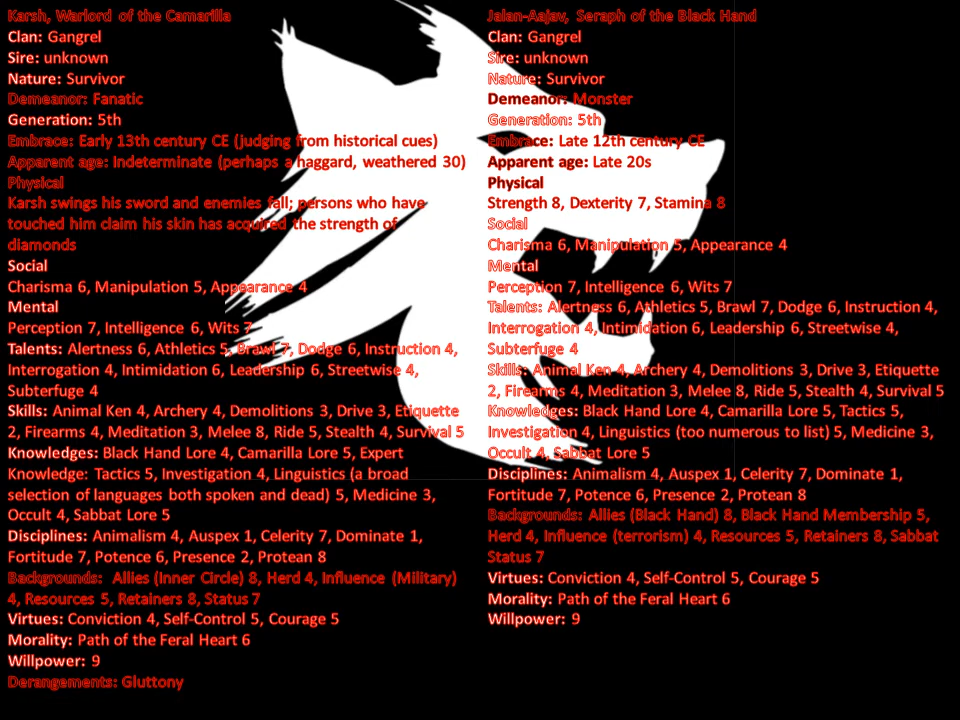 Karsh, Warlord of the Camarilla
Clan: Gangrel
Sire: unknown
Nature: Survivor
Demeanor: Fanatic
Generation: 5th
Embrace: Early 13th century CE (judging from historical cues)
Apparent age: Indeterminate (perhaps a haggard, weathered 30)
Physical
Karsh swings his sword and enemies fall; persons who have
touched him claim his skin has acquired the strength of
diamonds
Social
Charisma 6, Manipulation 5, Appearance 4
Mental
Perception 7, Intelligence 6, Wits 7
Talents: Alertness 6, Athletics 5, Brawl 7, Dodge 6, Instruction 4,
Interrogation 4, Intimidation 6, Leadership 6, Streetwise 4,
Subterfuge 4
Skills: Animal Ken 4, Archery 4, Demolitions 3, Drive 3, Etiquette
2, Firearms 4, Meditation 3, Melee 8, Ride 5, Stealth 4, Survival 5
Knowledges: Black Hand Lore 4, Camarilla Lore 5, Expert
Knowledge: Tactics 5, Investigation 4, Linguistics (a broad
selection of languages both spoken and dead) 5, Medicine 3,
Occult 4, Sabbat Lore 5
Disciplines: Animalism 4, Auspex 1, Celerity 7, Dominate 1,
Fortitude 7, Potence 6, Presence 2, Protean 8
Backgrounds: Allies (Inner Circle) 8, Herd 4, Influence (Military)
4, Resources 5, Retainers 8, Status 7
Virtues: Conviction 4, Self-Control 5, Courage 5
Morality: Path of the Feral Heart 6
Willpower: 9
Derangements: Gluttony
Jalan-Aajav, Seraph of the Black Hand
Clan: Gangrel
Sire: unknown
Nature: Survivor
Demeanor: Monster
Generation: 5th
Embrace: Late 12th century CE
Apparent age: Late 20s
Physical
Strength 8, Dexterity 7, Stamina 8
Social
Charisma 6, Manipulation 5, Appearance 4
Mental
Perception 7, Intelligence 6, Wits 7
Talents: Alertness 6, Athletics 5, Brawl 7, Dodge 6, Instruction 4,
Interrogation 4, Intimidation 6, Leadership 6, Streetwise 4,
Subterfuge 4
Skills: Animal Ken 4, Archery 4, Demolitions 3, Drive 3, Etiquette
2, Firearms 4, Meditation 3, Melee 8, Ride 5, Stealth 4, Survival 5
Knowledges: Black Hand Lore 4, Camarilla Lore 5, Tactics 5,
Investigation 4, Linguistics (too numerous to list) 5, Medicine 3,
Occult 4, Sabbat Lore 5
Disciplines: Animalism 4, Auspex 1, Celerity 7, Dominate 1,
Fortitude 7, Potence 6, Presence 2, Protean 8
Backgrounds: Allies (Black Hand) 8, Black Hand Membership 5,
Herd 4, Influence (terrorism) 4, Resources 5, Retainers 8, Sabbat
Status 7
Virtues: Conviction 4, Self-Control 5, Courage 5
Morality: Path of the Feral Heart 6
Willpower: 9